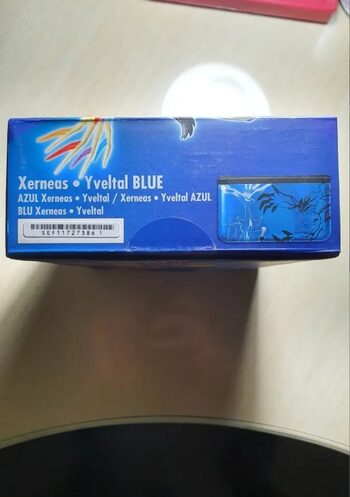 Xerneas • Yveltal BLUE
AZUL Xerneas • Yveltal / Xerneas • Yveltal AZUL
BLU Xerneas • Yveltal
SEF11727386 1